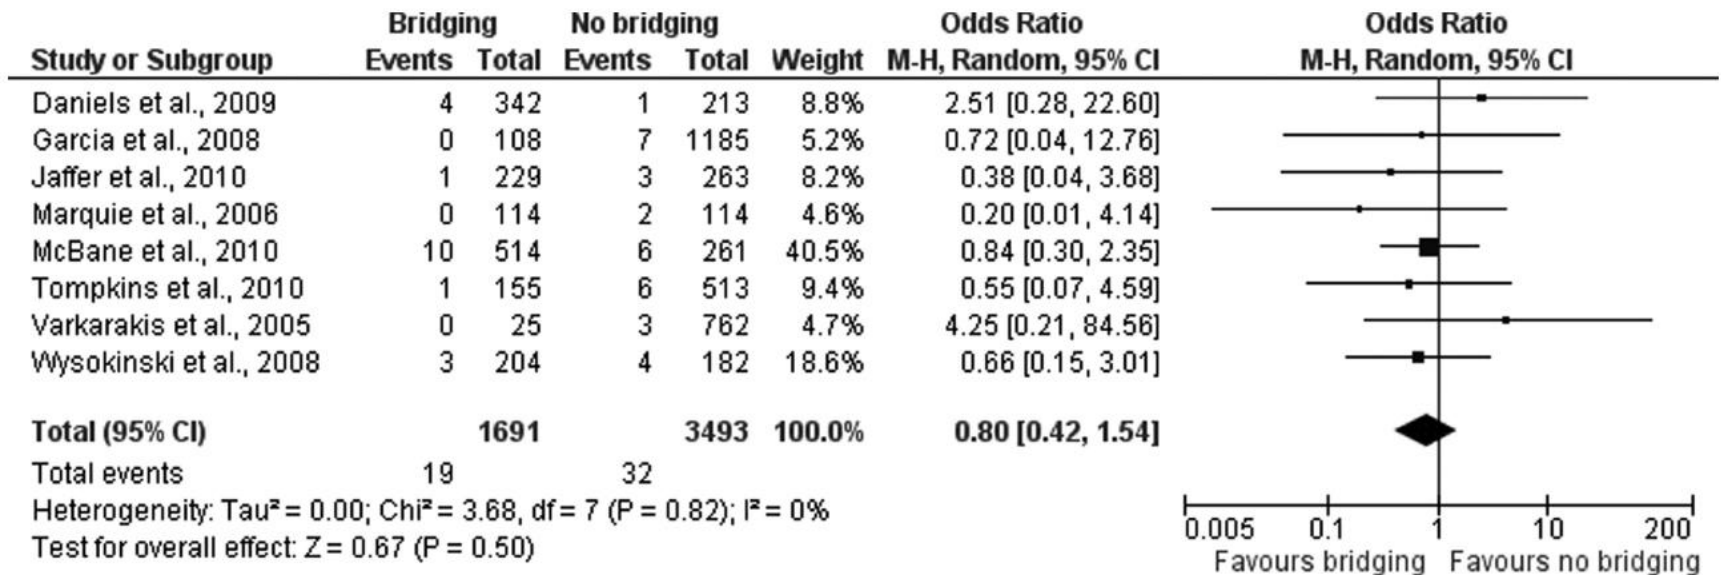 Bridging No bridging Odds Ratio Odds Ratio
Study or Subgroup Events Total Events Total Weight M-H, Random, 95% CI M-H, Random, 95% CI
Daniels et al., 2009 4 342 1 213 8.8% 2.51 [0.28, 22.60]
Garcia et al., 2008 0 108 7 1185 5.2% 0.72 [0.04, 12.76]
Jaffer et al., 2010 1 229 3 263 8.2% 0.38 [0.04, 3.68]
Marquie et al., 2006 0 114 2 114 4.6% 0.20 [0.01, 4.14]
McBane et al., 2010 10 514 6 261 40.5% 0.84 [0.30, 2.35]
Tompkins et al., 2010 1 155 6 513 9.4% 0.55 [0.07, 4.59]
Varkarakis et al., 2005 0 25 3 762 4.7% 4.25 [0.21, 84.56]
Wysokinski et al., 2008 3 204 4 182 18.6% 0.66 [0.15, 3.01]
Total (95% CI) 1691 3493 100.0% 0.80 [0.42, 1.54]
Total events 19 32
Heterogeneity: Tau² = 0.00; Chi² = 3.68, df = 7 (P = 0.82); I² = 0%
Test for overall effect: Z = 0.67 (P = 0.50)
0.005 0.1 1 10 200
Favours bridging Favours no bridging